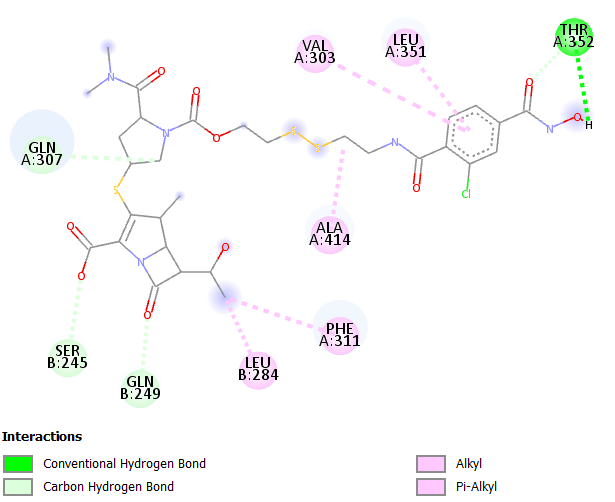 THR
A:352
VAL
A:303
LEU
A:351
O
N
O
O
O
H
N
O
N
O
S
S
N
O
Cl
GLN
A:307
S
ALA
A:414
O
O
O
N
O
PHE
A:311
SER
B:245
LEU
B:284
GLN
B:249
Interactions
Conventional Hydrogen Bond
Alkyl
Carbon Hydrogen Bond
Pi-Alkyl